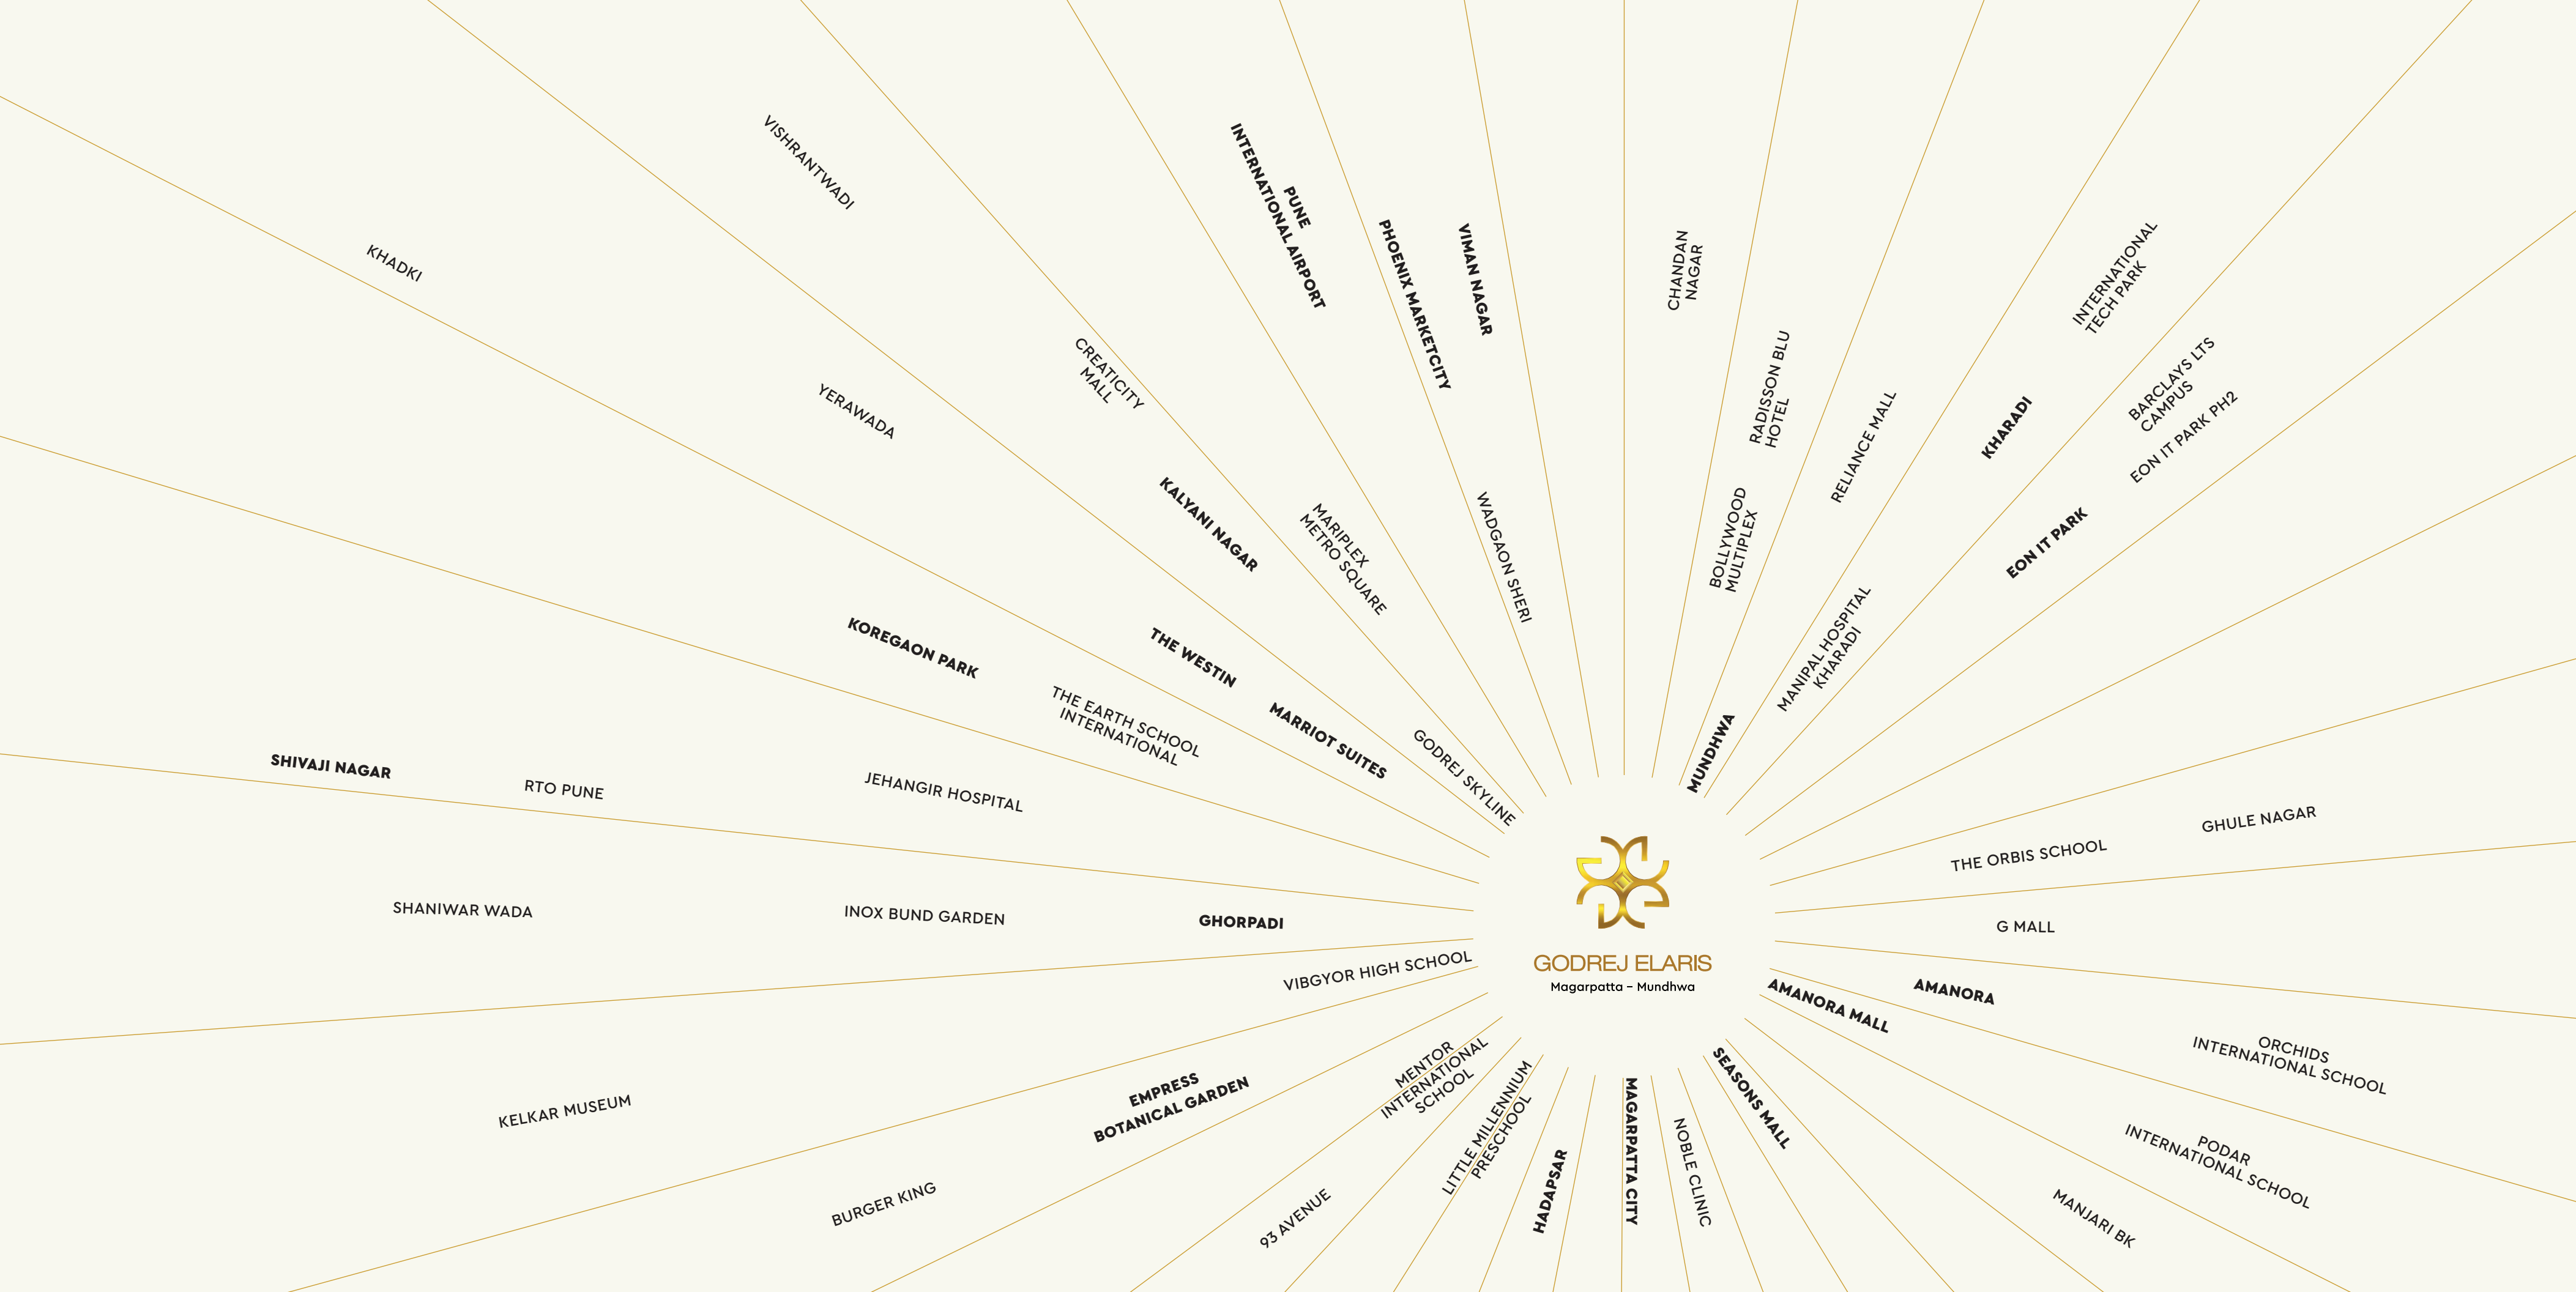 VISHRANTWADI
KHADKI
YERAWADA
CREATICITY
MALL
KALYANI NAGAR
PUNE
INTERNATIONAL AIRPORT
PHOENIX MARKETCITY
VIMAN NAGAR
MARIPLEX
METRO SQUARE
WADGAON SHERI
CHANDAN
NAGAR
RADISSON BLU
HOTEL
BOLLYWOOD
MULTIPLEX
RELIANCE MALL
INTERNATIONAL
TECH PARK
KHARADI
BARCLAYS LTS
CAMPUS
EON IT PARK PH2
EON IT PARK
MANIPAL HOSPITAL
KHARADI
MUNDHWA
KOREGAON PARK
THE WESTIN
THE EARTH SCHOOL
INTERNATIONAL
MARRIOT SUITES
GODREJ SKYLINE
SHIVAJI NAGAR
RTO PUNE
JEHANGIR HOSPITAL
SHANIWAR WADA
INOX BUND GARDEN
GHORPADI
VIBGYOR HIGH SCHOOL
GODREJ ELARIS
Magarpatta – Mundhwa
THE ORBIS SCHOOL
GHULE NAGAR
G MALL
AMANORA
AMANORA MALL
ORCHIDS
INTERNATIONAL SCHOOL
PODAR
INTERNATIONAL SCHOOL
MANJARI BK
SEASONS MALL
NOBLE CLINIC
MAGARPATTA CITY
HADAPSAR
LITTLE MILLENNIUM
PRESCHOOL
MENTOR
INTERNATIONAL
SCHOOL
93 AVENUE
EMPRESS
BOTANICAL GARDEN
BURGER KING
KELKAR MUSEUM